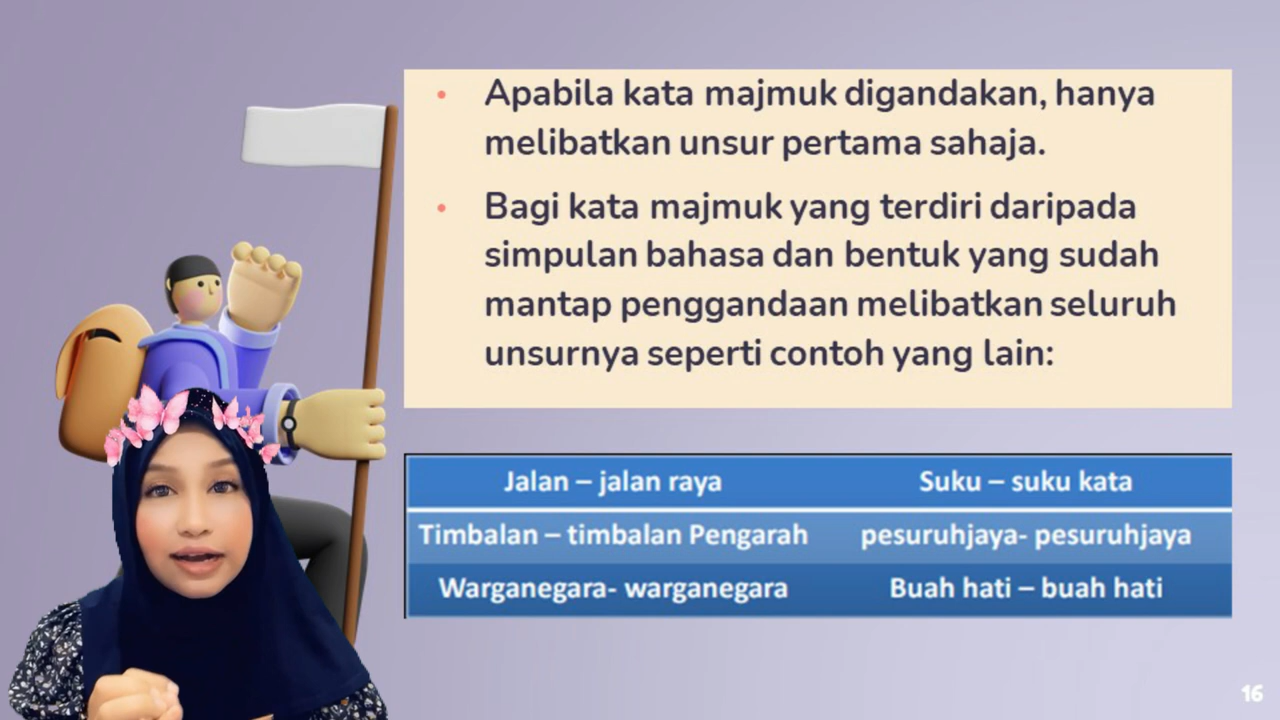 • Apabila kata majmuk digandakan, hanya
melibatkan unsur pertama sahaja.
• Bagi kata majmuk yang terdiri daripada
simpulan bahasa dan bentuk yang sudah
mantap penggandaan melibatkan seluruh
unsurnya seperti contoh yang lain:
Jalan – jalan raya Suku – suku kata
Timbalan – timbalan Pengarah pesuruhjaya- pesuruhjaya
Warganegara- warganegara Buah hati – buah hati
16